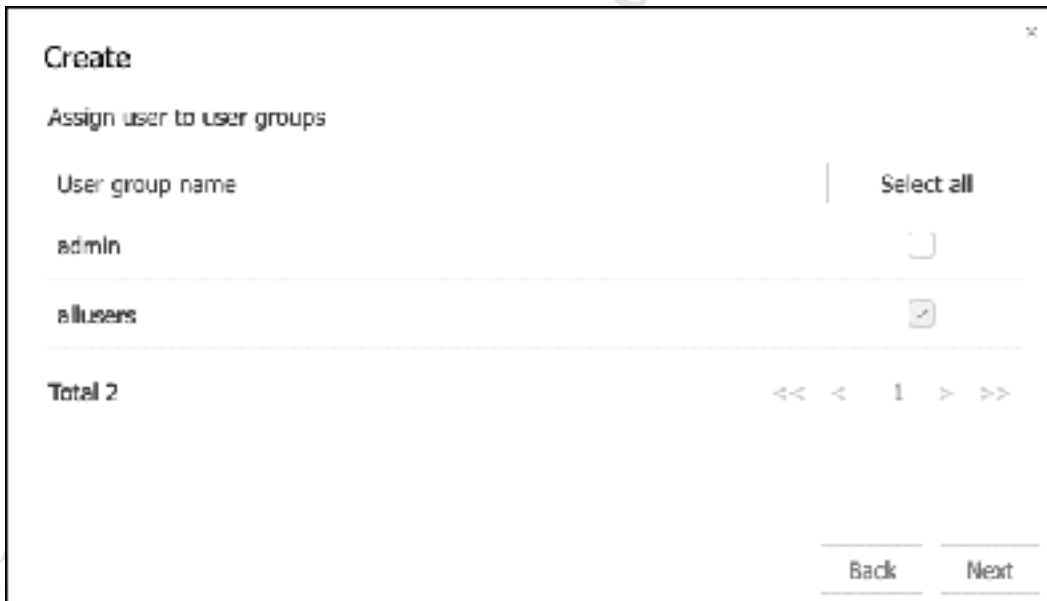 Create
Assign user to user groups
User group name Select all
admin
allusers
Total 2 << < 1 > >>
Back Next